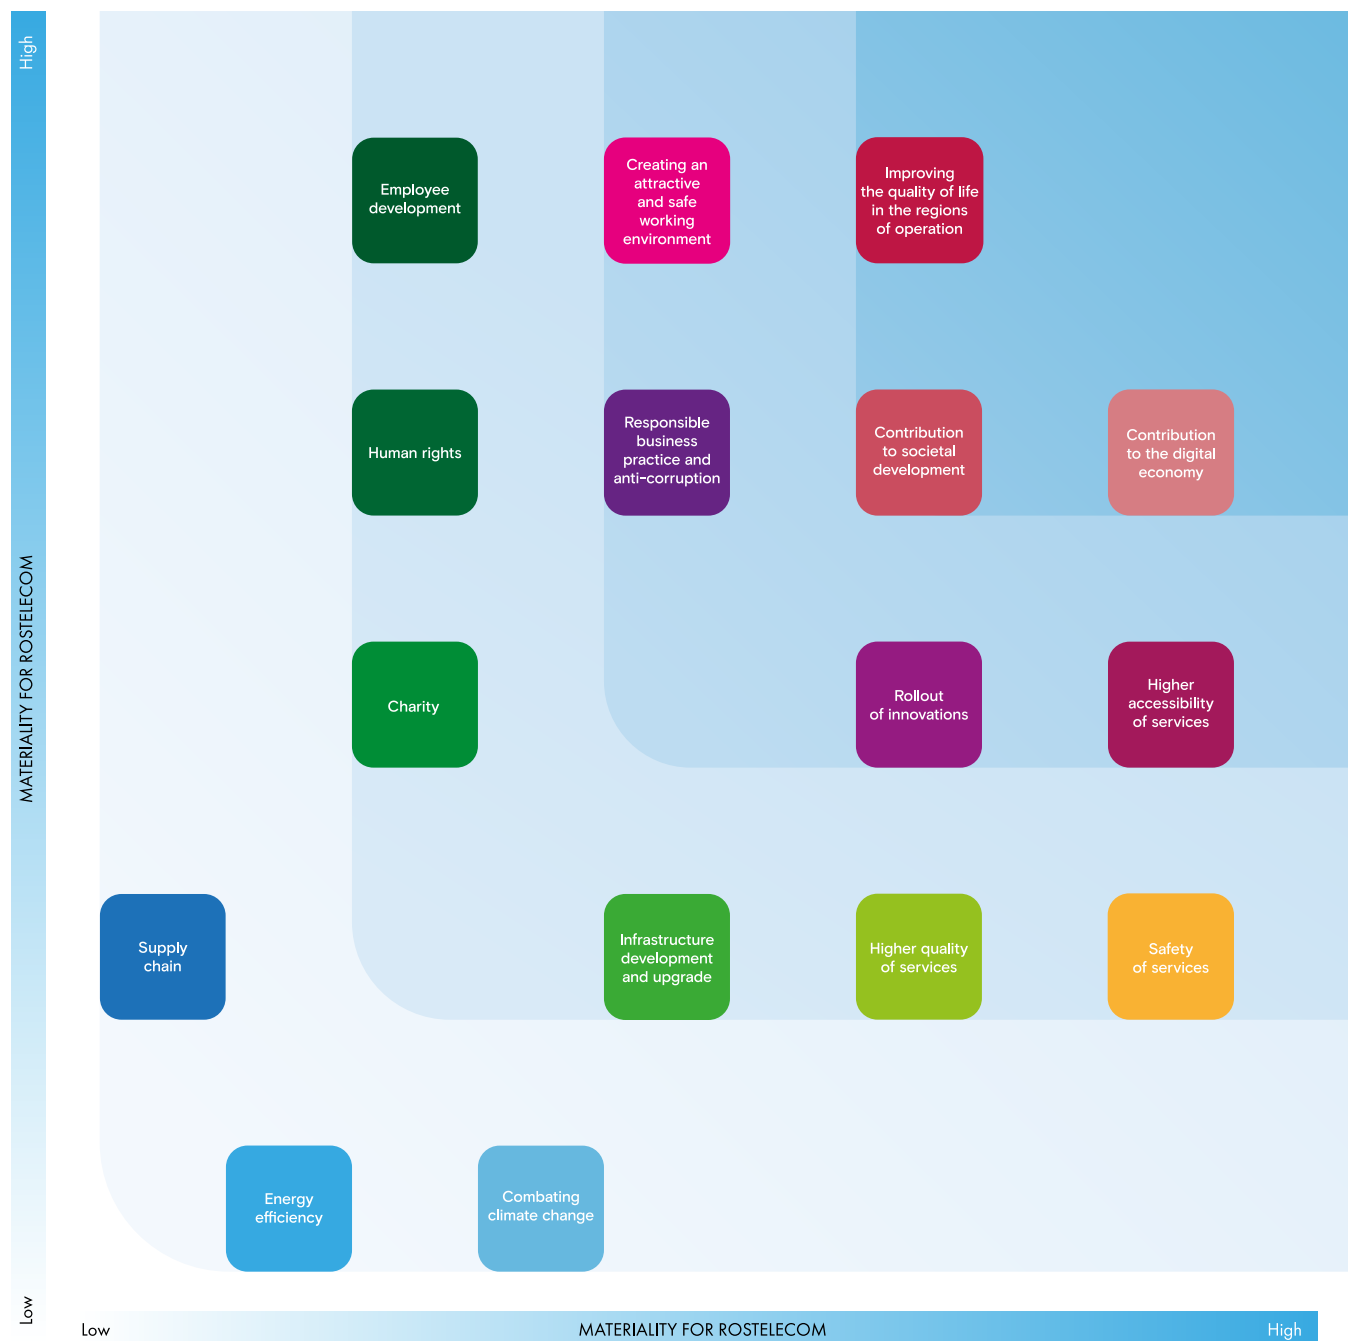 High
MATERIALITY FOR ROSTELECOM
Low
Employee
development
Creating an
attractive
and safe
working
environment
Improving
the quality of life
in the regions
of operation
Human rights
Responsible
business
practice and
anti-corruption
Contribution
to societal
development
Contribution
to the digital
economy
Charity
Rollout
of innovations
Higher
accessibility
of services
Supply
chain
Infrastructure
development
and upgrade
Higher quality
of services
Safety
of services
Energy
efficiency
Combating
climate change
Low
MATERIALITY FOR ROSTELECOM
High